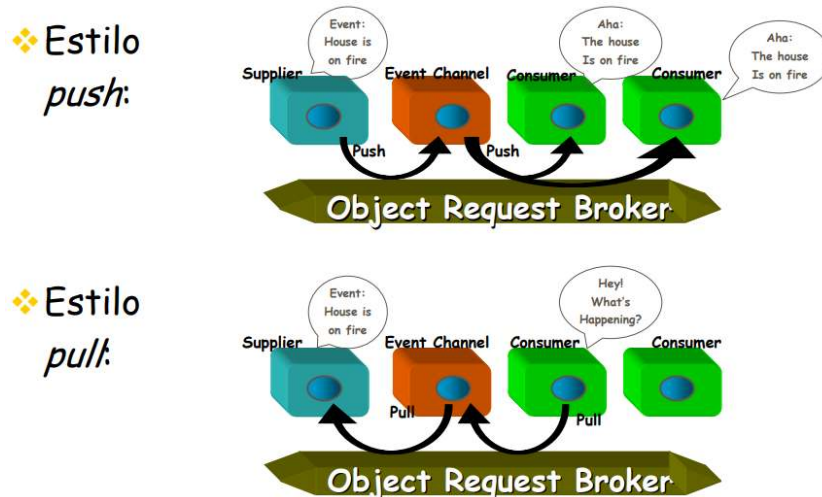 Estilo
push:
Event:
House is
on fire
Aha:
The house
Is on fire
Aha:
The house
Is on fire
Supplier
Event Channel
Consumer
Consumer
Push
Push
Object Request Broker
Estilo
pull:
Event:
House is
on fire
Hey!
What's
Happening?
Supplier
Event Channel
Consumer
Consumer
Pull
Pull
Object Request Broker